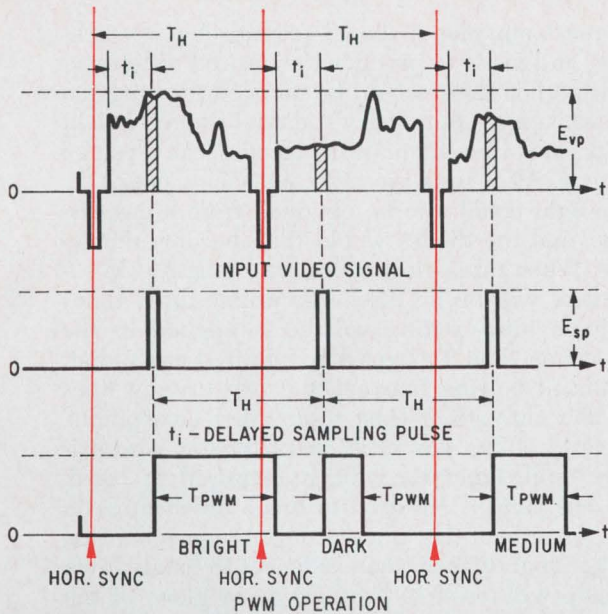 T_H T_H
t_i t_i t_i
E_vp
0 t
INPUT VIDEO SIGNAL
E_sp
0 t
T_H T_H
t_i - DELAYED SAMPLING PULSE
T_PWM T_PWM T_PWM
0 t
BRIGHT DARK MEDIUM
HOR. SYNC HOR. SYNC HOR. SYNC
PWM OPERATION